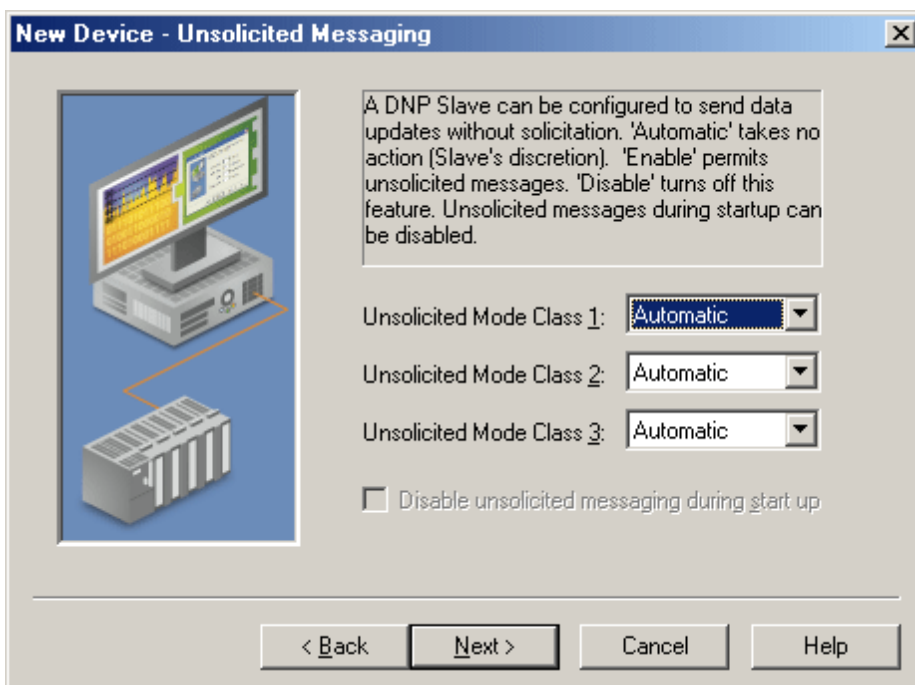 New Device - Unsolicited Messaging
A DNP Slave can be configured to send data
updates without solicitation. 'Automatic' takes no
action (Slave's discretion). 'Enable' permits
unsolicited messages. 'Disable' turns off this
feature. Unsolicited messages during startup can
be disabled.
Unsolicited Mode Class 1: Automatic
Unsolicited Mode Class 2: Automatic
Unsolicited Mode Class 3: Automatic
Disable unsolicited messaging during start up
< Back Next > Cancel Help